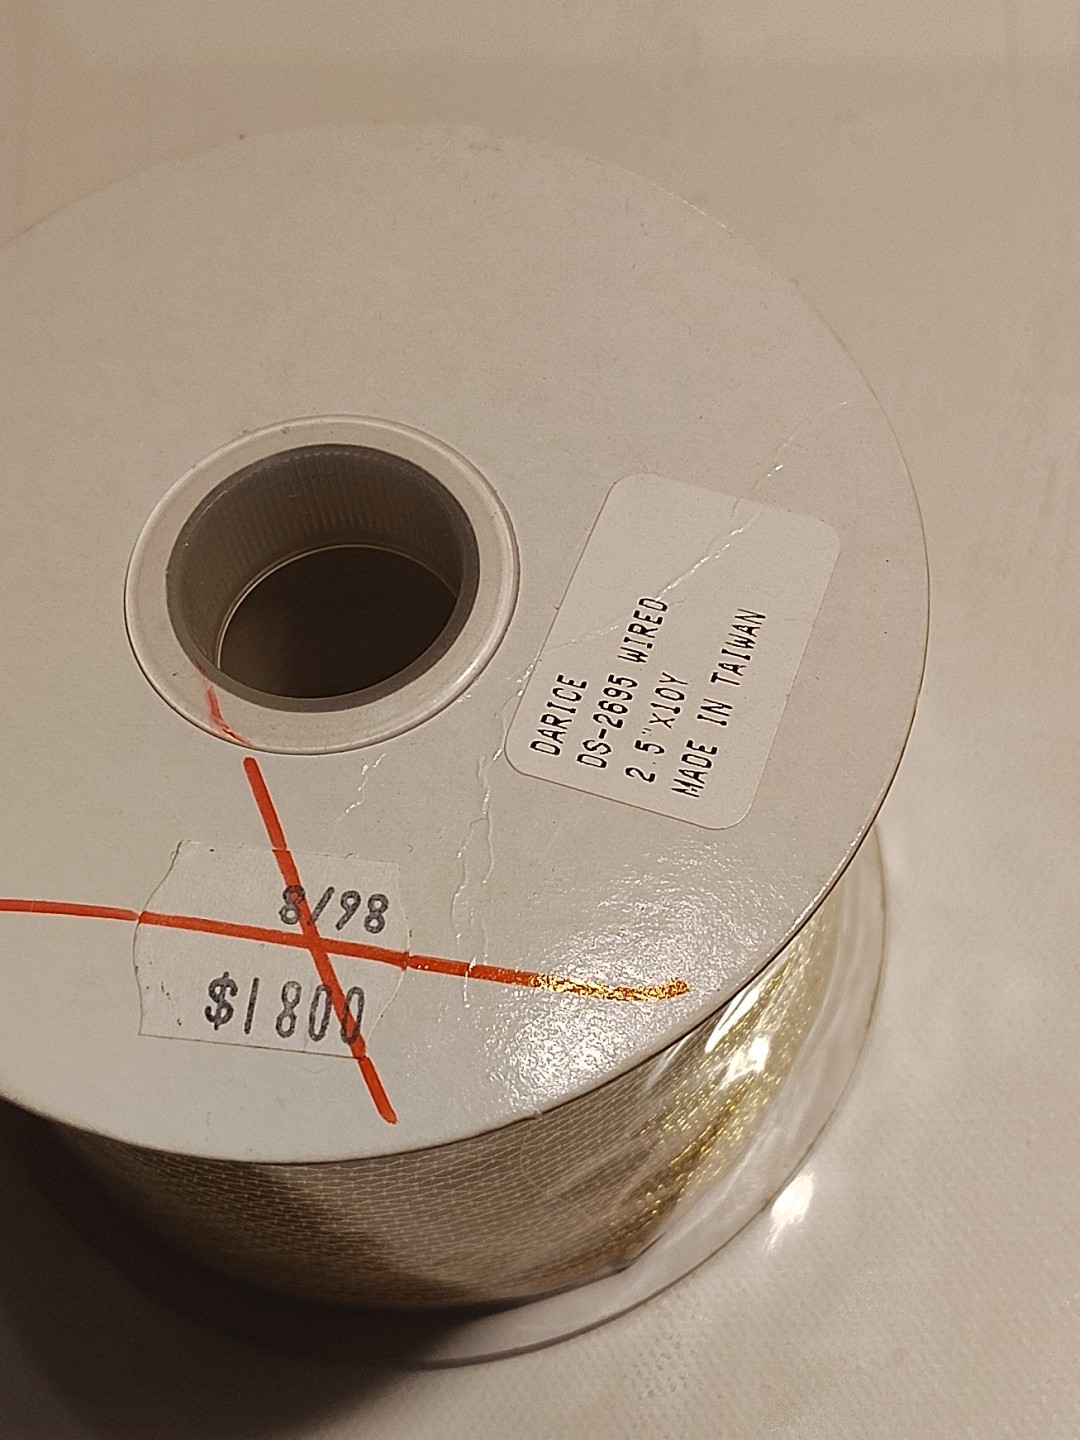 DARICE
DS-2695 WIRED
2.5"X10Y
MADE IN TAIWAN
8/98
$1800